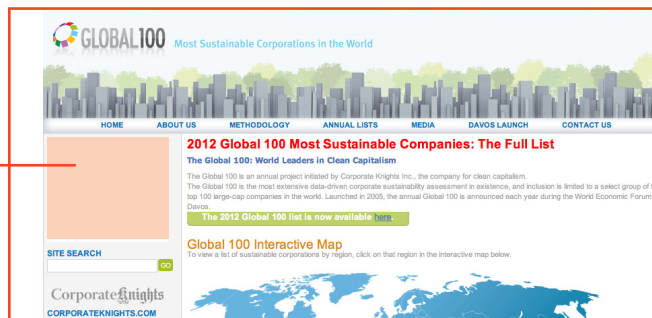 GLOBAL100 Most Sustainable Corporations in the World
HOME ABOUT US METHODOLOGY ANNUAL LISTS MEDIA DAVOS LAUNCH CONTACT US
2012 Global 100 Most Sustainable Companies: The Full List
The Global 100: World Leaders in Clean Capitalism
The Global 100 is an annual project initiated by Corporate Knights Inc., the company for clean capitalism.
The Global 100 is the most extensive data-driven corporate sustainability assessment in existence, and inclusion is limited to a select group of
top 100 large-cap companies in the world. Launched in 2005, the annual Global 100 is announced each year during the World Economic Forum
Davos.
The 2012 Global 100 list is now available here.
Global 100 Interactive Map
To view a list of sustainable corporations by region, click on that region in the interactive map below.
SITE SEARCH
GO
CorporateKnights
CORPORATEKNIGHTS.COM